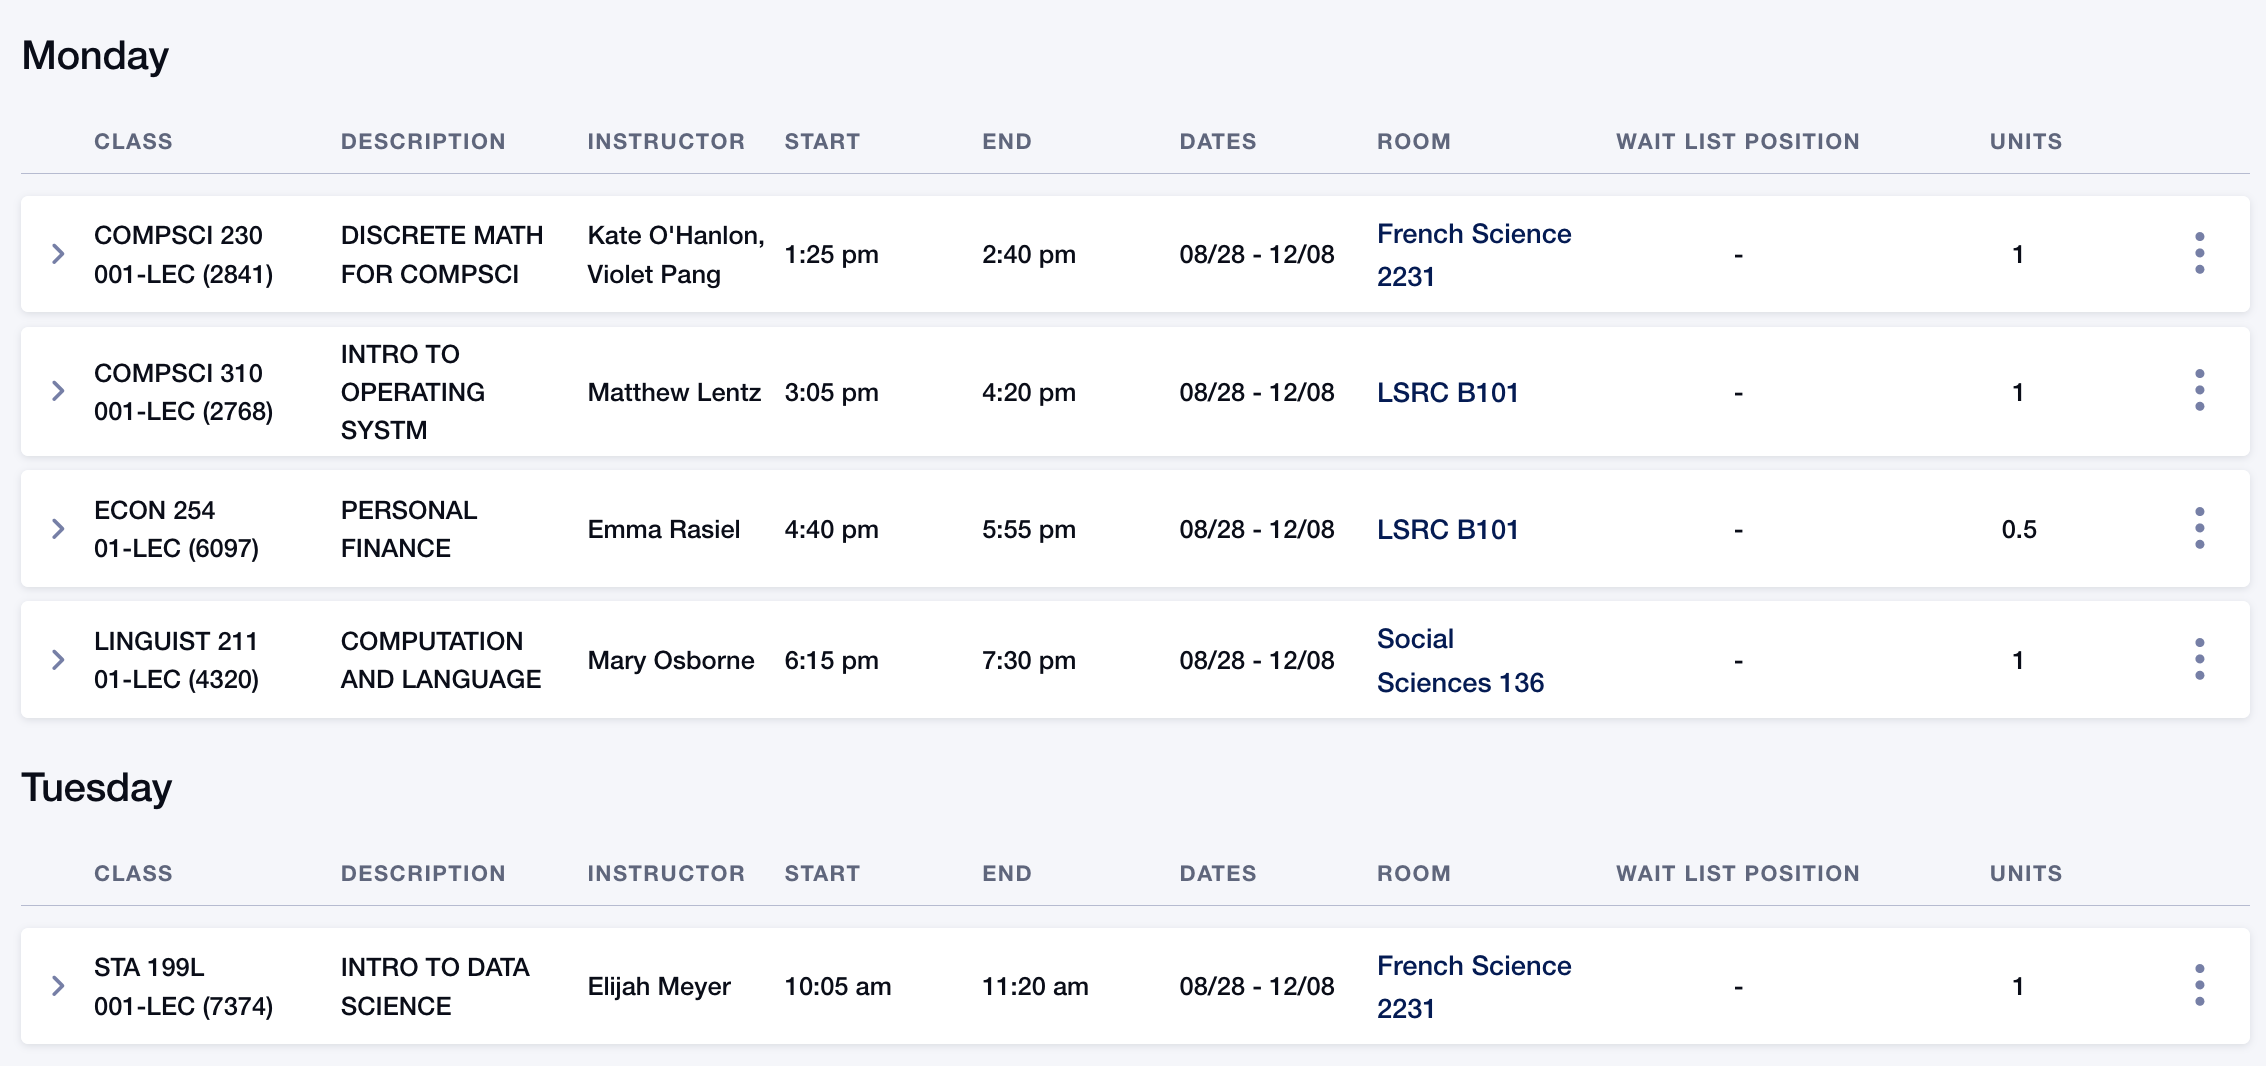 Monday
CLASS DESCRIPTION INSTRUCTOR START END DATES ROOM WAIT LIST POSITION UNITS
COMPSCI 230
001-LEC (2841)
DISCRETE MATH
FOR COMPSCI
Kate O'Hanlon,
Violet Pang
1:25 pm
2:40 pm
08/28 - 12/08
French Science
2231
-
1
COMPSCI 310
001-LEC (2768)
INTRO TO
OPERATING
SYSTM
Matthew Lentz
3:05 pm
4:20 pm
08/28 - 12/08
LSRC B101
-
1
ECON 254
01-LEC (6097)
PERSONAL
FINANCE
Emma Rasiel
4:40 pm
5:55 pm
08/28 - 12/08
LSRC B101
-
0.5
LINGUIST 211
01-LEC (4320)
COMPUTATION
AND LANGUAGE
Mary Osborne
6:15 pm
7:30 pm
08/28 - 12/08
Social
Sciences 136
-
1
Tuesday
CLASS DESCRIPTION INSTRUCTOR START END DATES ROOM WAIT LIST POSITION UNITS
STA 199L
001-LEC (7374)
INTRO TO DATA
SCIENCE
Elijah Meyer
10:05 am
11:20 am
08/28 - 12/08
French Science
2231
-
1